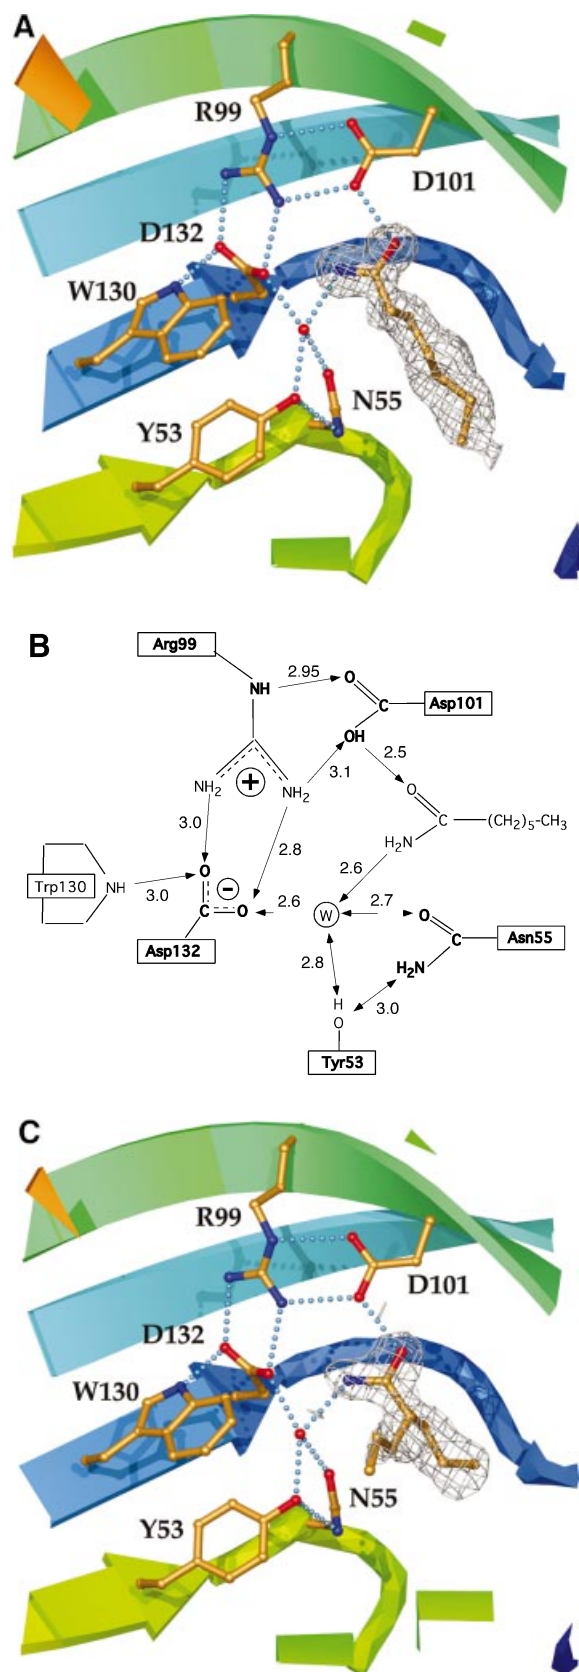 A
R99
D101
D132
W130
N55
Y53
B
Arg99
2.95
NH
O
C
Asp101
OH
3.1
2.5
NH2
+
NH2
O
C
(CH2)5-CH3
3.0
2.8
H2N
2.6
O
Trp130
NH
3.0
−
C
O
2.6
W
2.7
O
C
Asn55
Asp132
2.8
H2N
H
3.0
O
Tyr53
C
R99
D101
D132
W130
N55
Y53